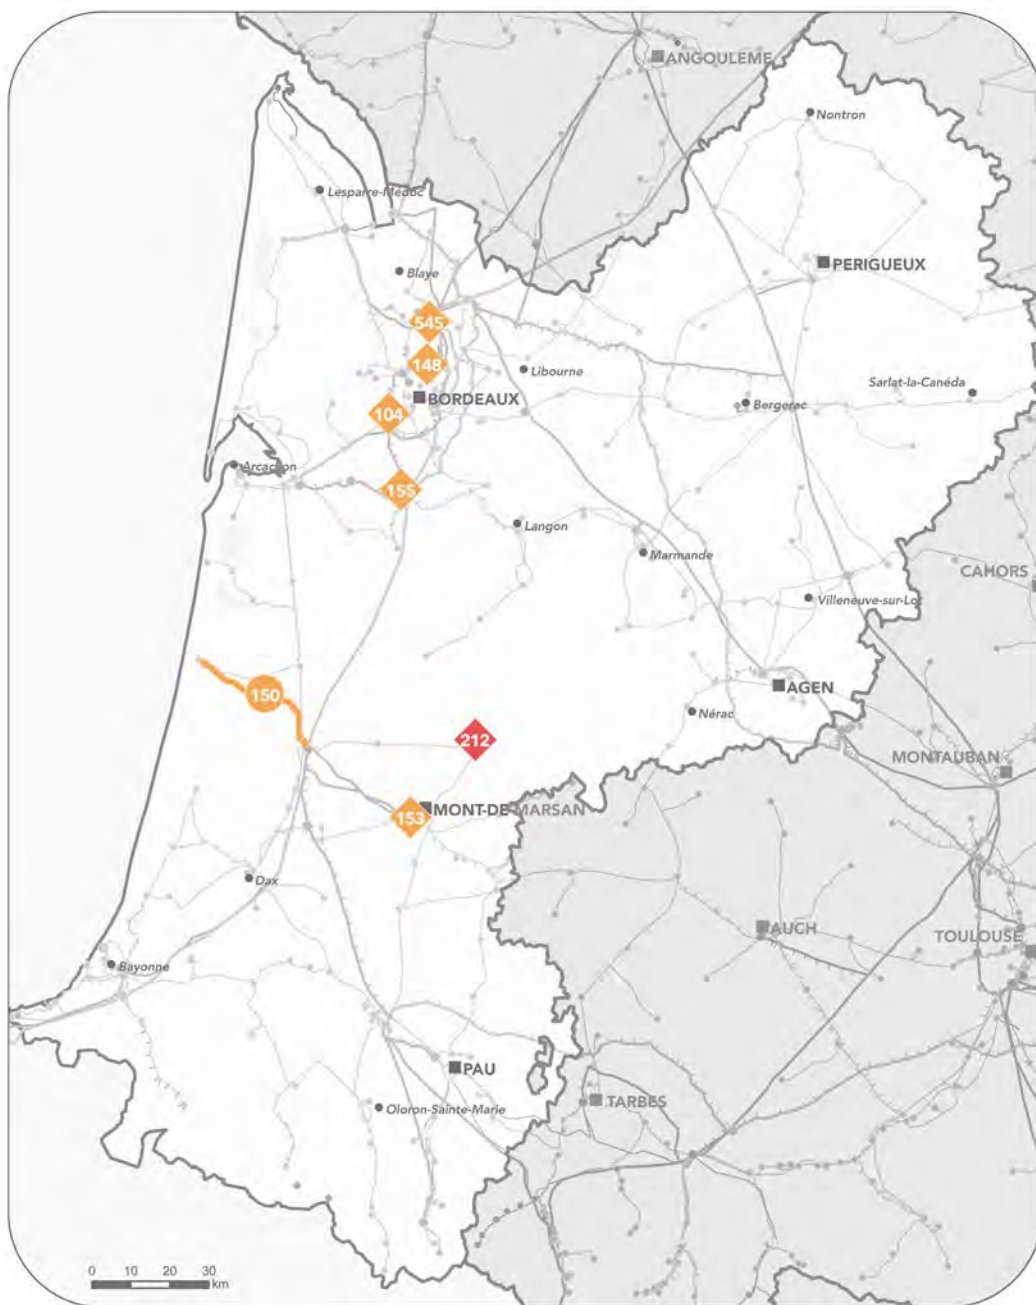 ANGOULEME
Nontron
Lesparre-Médoc
PERIGUEUX
Blaye
545
148
Libourne
Sarlat-la-Canéda
BORDEAUX
Bergerac
104
Arcachon
155
Langon
Marmande
CAHORS
Villeneuve-sur-Lot
150
AGEN
Nérac
212
MONTAUBAN
MONT-DE-MARSAN
153
Dax
AUCH
TOULOUSE
Bayonne
PAU
TARBES
Oloron-Sainte-Marie
0 10 20 30
km